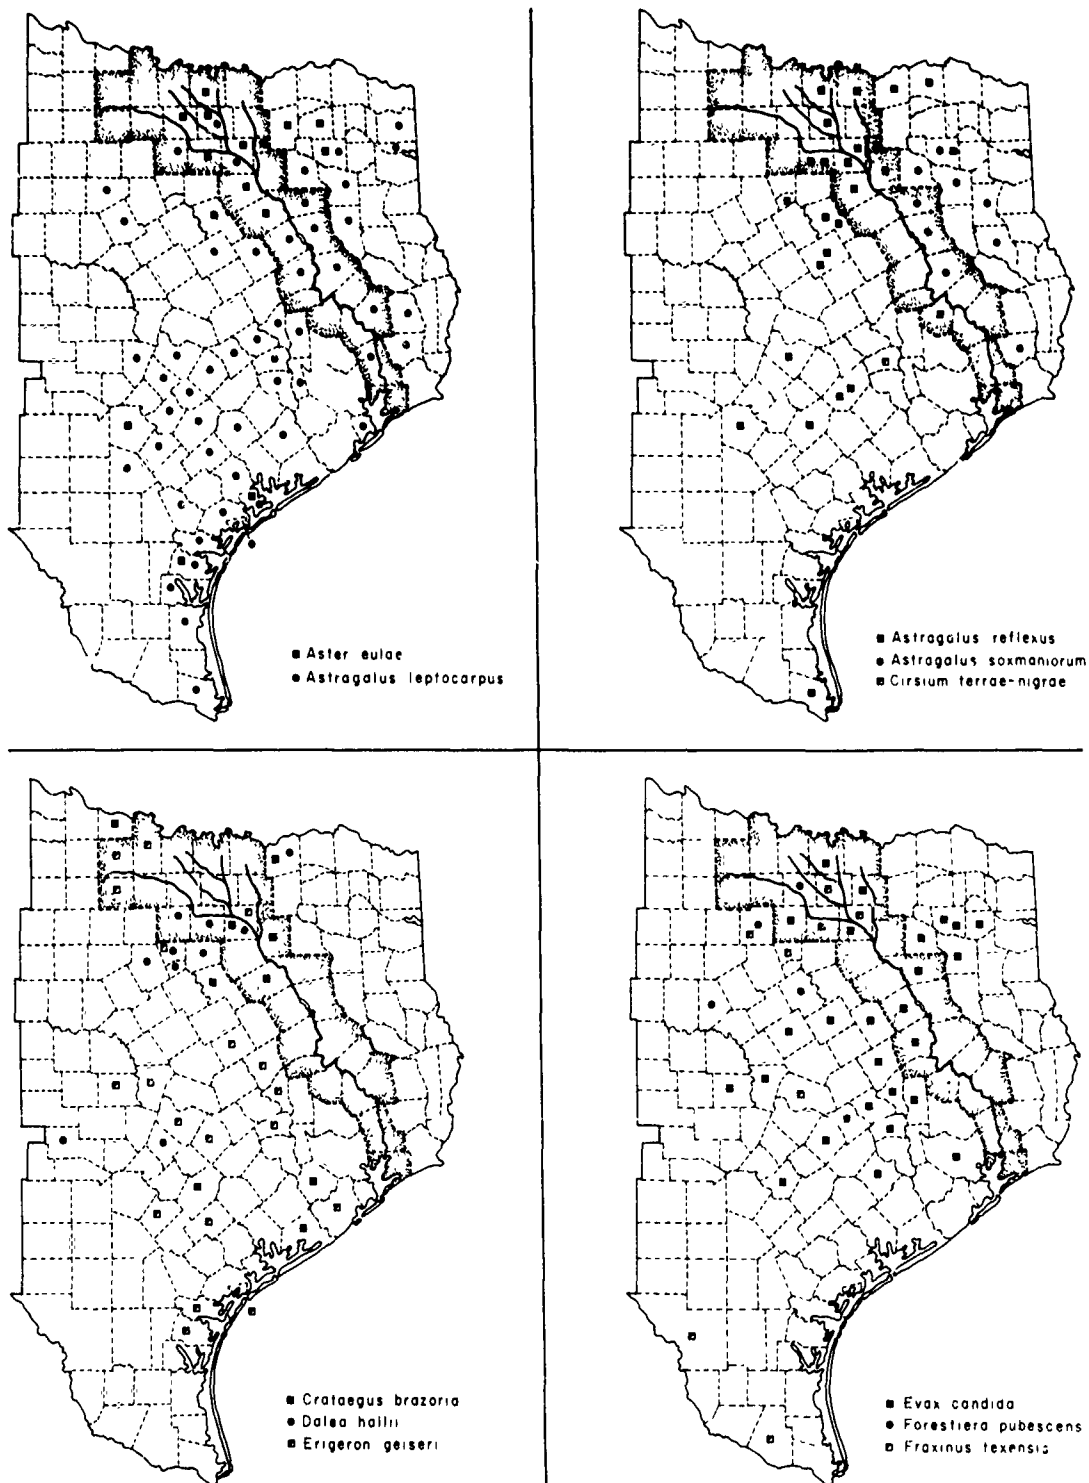 Aster eulae
Astragalus leptocarpus
Astragalus reflexus
Astragalus soxmaniorum
Cirsium terrae-nigrae
Crataegus brazoria
Dalea hallii
Erigeron geiseri
Evax candida
Forestiera pubescens
Fraxinus texensis